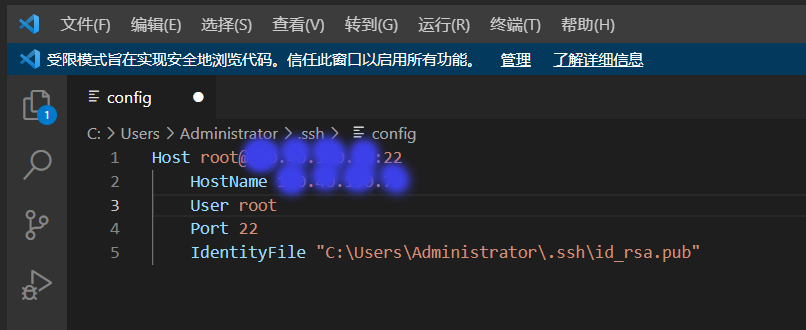 文件(F) 编辑(E) 选择(S) 查看(V) 转到(G) 运行(R) 终端(T) 帮助(H)
受限模式旨在实现安全地浏览代码。信任此窗口以启用所有功能。 管理 了解详细信息
config
1
C: > Users > Administrator > .ssh > config
1 Host root@ :22
2 HostName
3 User root
4 Port 22
5 IdentityFile "C:\Users\Administrator\.ssh\id_rsa.pub"